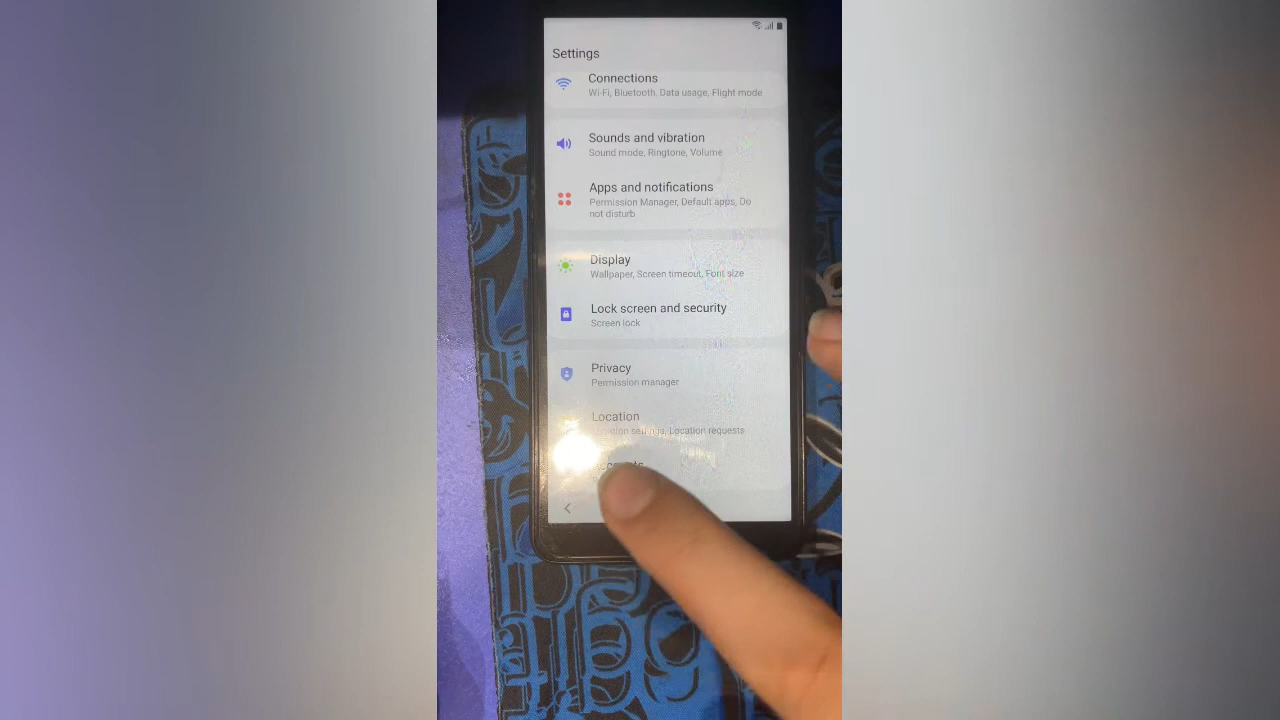 Settings
Connections
Wi-Fi, Bluetooth, Data usage, Flight mode
Sounds and vibration
Sound mode, Ringtone, Volume
Apps and notifications
Permission Manager, Default apps, Do
not disturb
Display
Wallpaper, Screen timeout, Font size
Lock screen and security
Screen lock
Privacy
Permission manager
Location
settings, Location requests